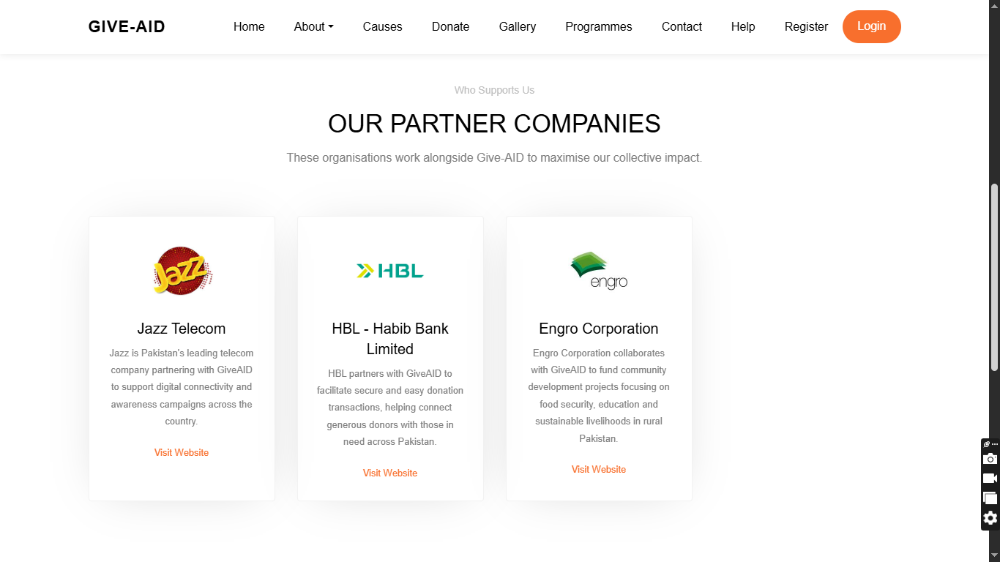 GIVE-AID
Home
About
Causes
Donate
Gallery
Programmes
Contact
Help
Register
Login
Who Supports Us
OUR PARTNER COMPANIES
These organisations work alongside Give-AID to maximise our collective impact.
Jazz
Jazz Telecom
Jazz is Pakistan's leading telecom
company partnering with GiveAID
to support digital connectivity and
awareness campaigns across the
country.
Visit Website
HBL
HBL - Habib Bank
Limited
HBL partners with GiveAID to
facilitate secure and easy donation
transactions, helping connect
generous donors with those in
need across Pakistan.
Visit Website
engro
Engro Corporation
Engro Corporation collaborates
with GiveAID to fund community
development projects focusing on
food security, education and
sustainable livelihoods in rural
Pakistan.
Visit Website